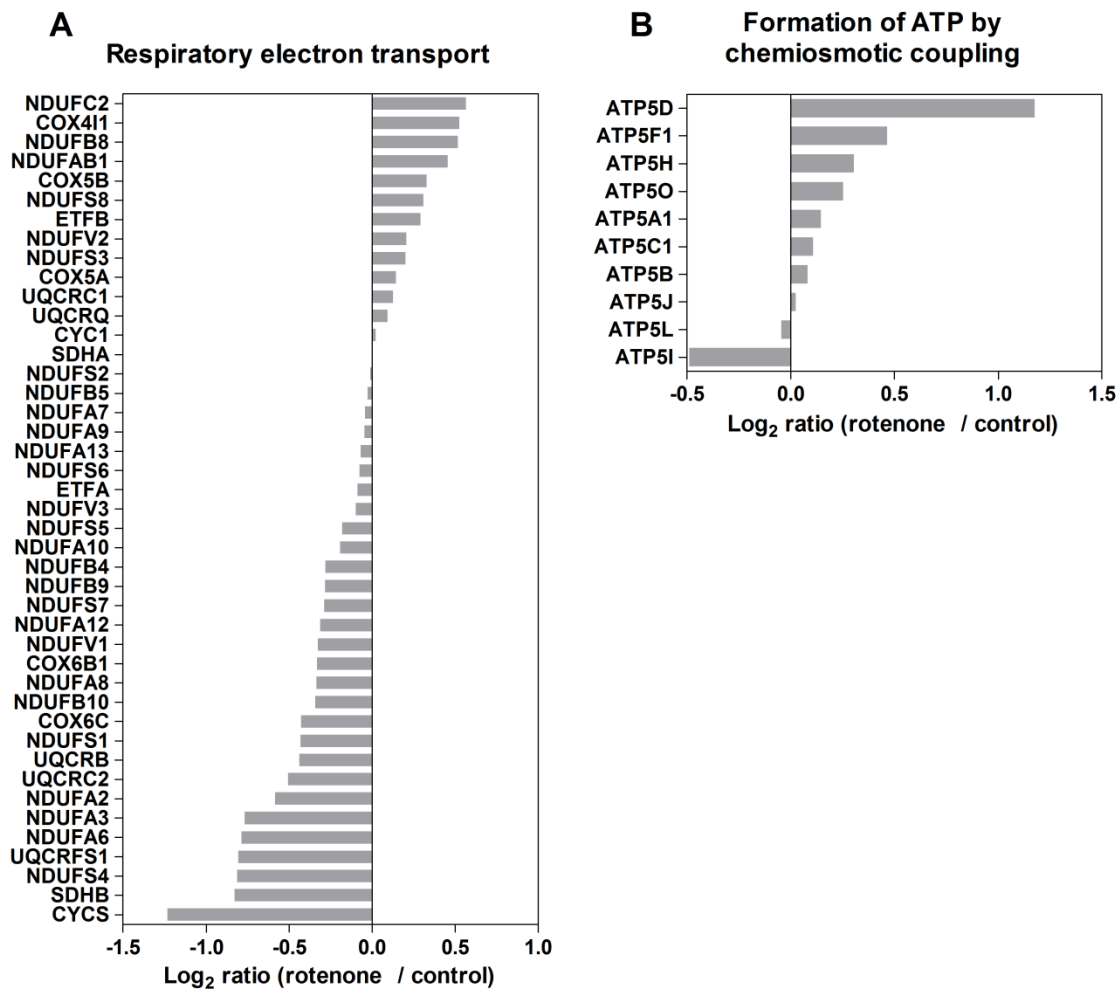 A
Respiratory electron transport
NDUFC2
COX4I1
NDUFB8
NDUFAB1
COX5B
NDUFS8
ETFB
NDUFV2
NDUFS3
COX5A
UQCRC1
UQCRQ
CYC1
SDHA
NDUFS2
NDUFB5
NDUFA7
NDUFA9
NDUFA13
NDUFS6
ETFA
NDUFV3
NDUFS5
NDUFA10
NDUFB4
NDUFB9
NDUFS7
NDUFA12
NDUFV1
COX6B1
NDUFA8
NDUFB10
COX6C
NDUFS1
UQCRB
UQCRC2
NDUFA2
NDUFA3
NDUFA6
UQCRFS1
NDUFS4
SDHB
CYCS
-1.5 -1.0 -0.5 0.0 0.5 1.0
Log2 ratio (rotenone / control)
B
Formation of ATP by
chemiosmotic coupling
ATP5D
ATP5F1
ATP5H
ATP5O
ATP5A1
ATP5C1
ATP5B
ATP5J
ATP5L
ATP5I
-0.5 0.0 0.5 1.0 1.5
Log2 ratio (rotenone / control)